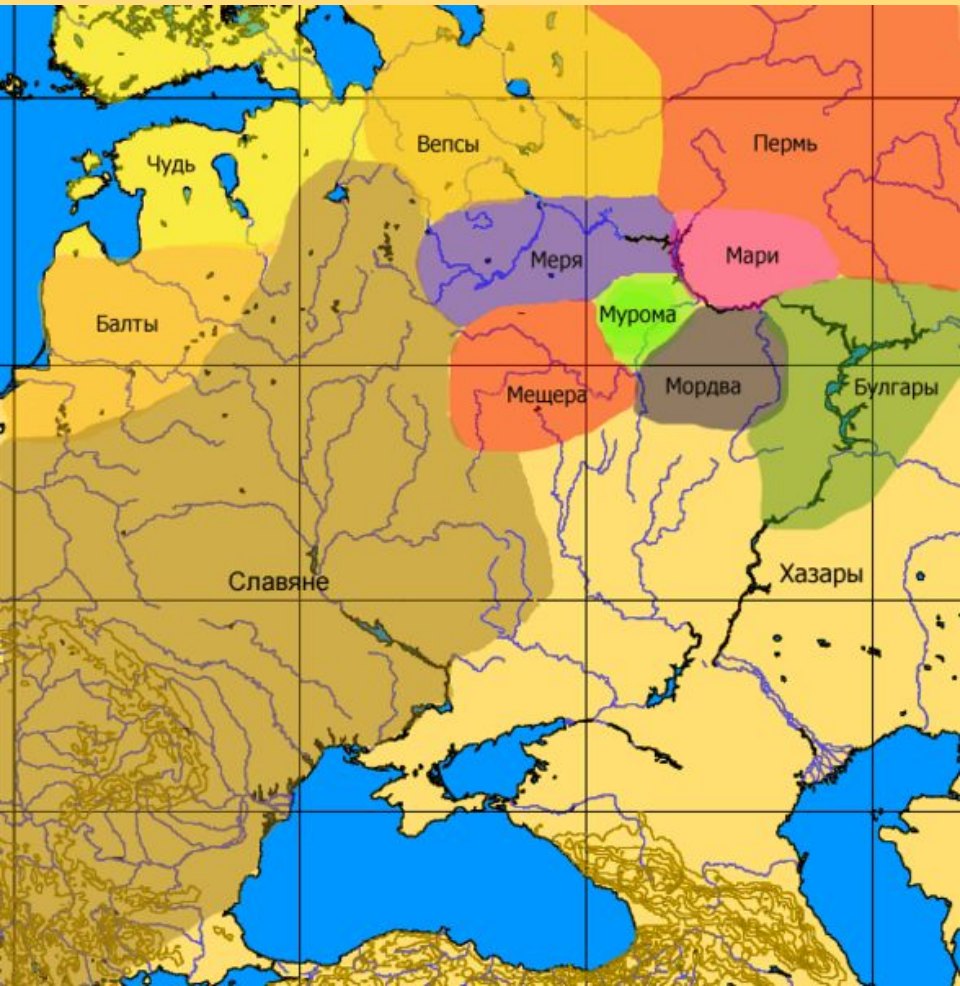 Вепсы
Пермь
Чудь
Меря
Мари
Мурома
Балты
Мещера
Мордва
Булгары
Славяне
Хазары